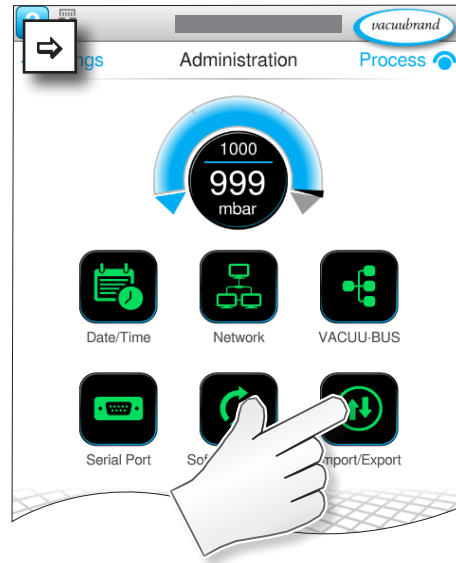 vacuubrand
ngs Administration Process
1000
999
mbar
Date/Time Network VACUU·BUS
Serial Port Sof mport/Export